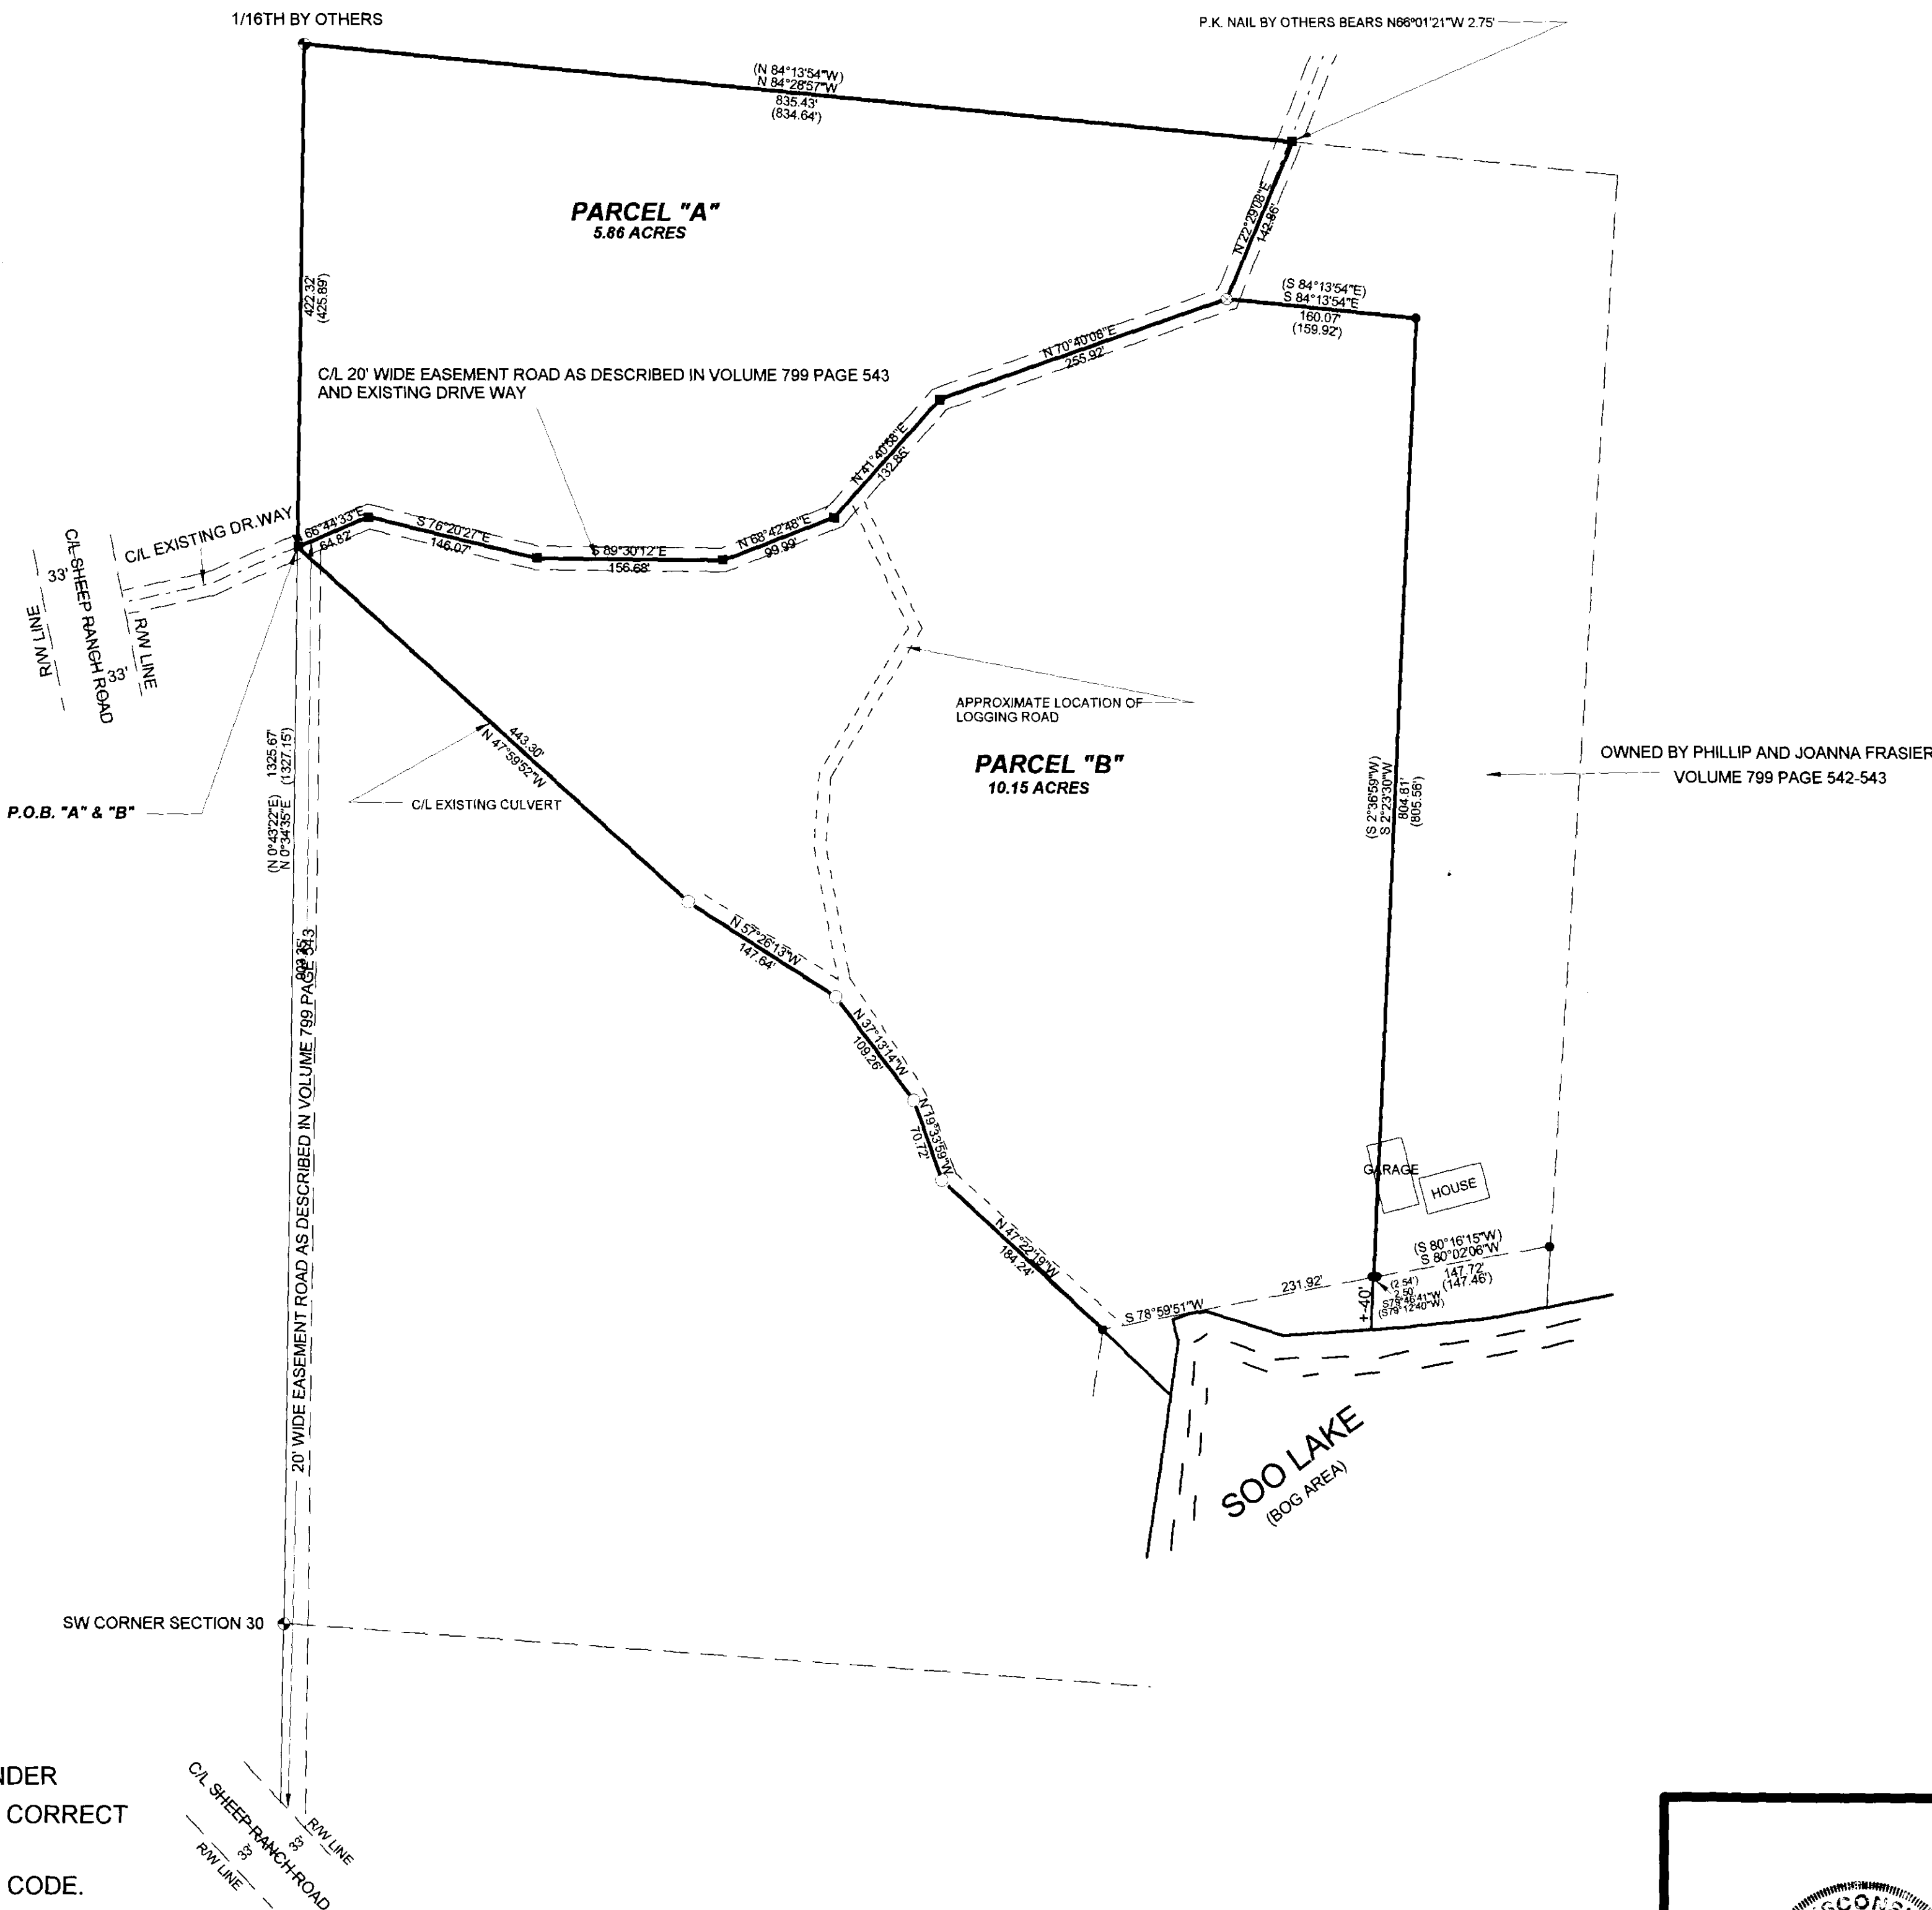 1/16TH BY OTHERS
P.K. NAIL BY OTHERS BEARS N66°01'21"W 2.75'
(N 84°13'54"W)
N 84°28'57"W
835.43'
(834.64')
PARCEL "A"
5.86 ACRES
N 22°29'08"E
142.86'
(S 84°13'54"E)
S 84°13'54"E
160.07'
(159.92')
422.32'
(425.89')
N 70°40'08"E
255.92'
C/L 20' WIDE EASEMENT ROAD AS DESCRIBED IN VOLUME 799 PAGE 543
AND EXISTING DRIVE WAY
N 41°40'58"E
132.85'
C/L EXISTING DR.WAY
66°44'33"E
64.82
S 76°20'27"E
146.07'
S 89°30'12"E
156.68'
N 68°42'48"E
99.99'
33'
R/W LINE
C/L SHEEP RANCH ROAD
33'
R/W LINE
APPROXIMATE LOCATION OF
LOGGING ROAD
443.30'
N 47°59'52"W
PARCEL "B"
10.15 ACRES
OWNED BY PHILLIP AND JOANNA FRASIER
VOLUME 799 PAGE 542-543
(S 2°36'59"W)
S 2°23'30"W
804.81'
(805.56')
(N 0°43'22"E)
N 0°34'35"E
1325.67'
(1327.15')
P.O.B. "A" & "B"
C/L EXISTING CULVERT
903.35'
20' WIDE EASEMENT ROAD AS DESCRIBED IN VOLUME 799 PAGE 543
N 57°26'13"W
147.64'
N 37°13'14"W
109.26'
N 19°33'59"W
70.72'
GARAGE
HOUSE
N 47°22'19"W
184.24'
(S 80°16'15"W)
S 80°02'06"W
147.72'
(147.46')
231.92'
S 78°59'51"W
(2.54')
2.50'
S79°46'41"W
(S79°12'40"W)
+-40'
SOO LAKE
(BOG AREA)
SW CORNER SECTION 30
NDER
CORRECT
CODE.
C/L SHEEP RANCH ROAD
R/W LINE
33'
33'
R/W LINE
SCONS